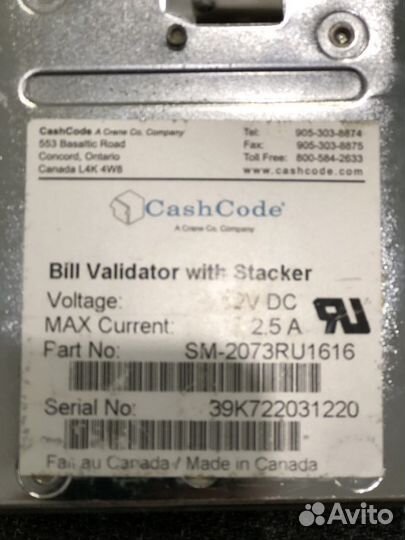 CashCode A Crane Co. Company
553 Basaltic Road
Concord, Ontario
Canada L4K 4W8
Tel: 905-303-8874
Fax: 905-303-8875
Toll Free: 800-584-2633
www.cashcode.com
CashCode
A Crane Co. Company
Bill Validator with Stacker
Voltage: 2V DC
MAX Current: 2.5 A
Part No: SM-2073RU1616
Serial No: 39K722031220
Fait au Canada / Made in Canada
Avito